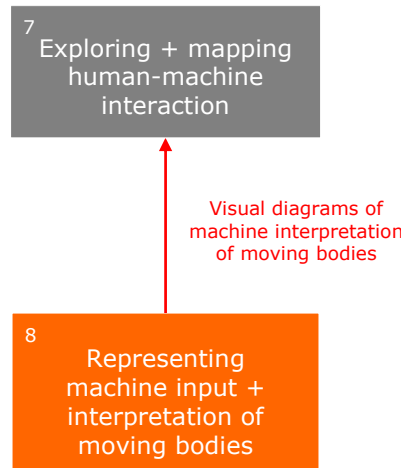 7
Exploring + mapping
human-machine
interaction
Visual diagrams of
machine interpretation
of moving bodies
8
Representing
machine input +
interpretation of
moving bodies